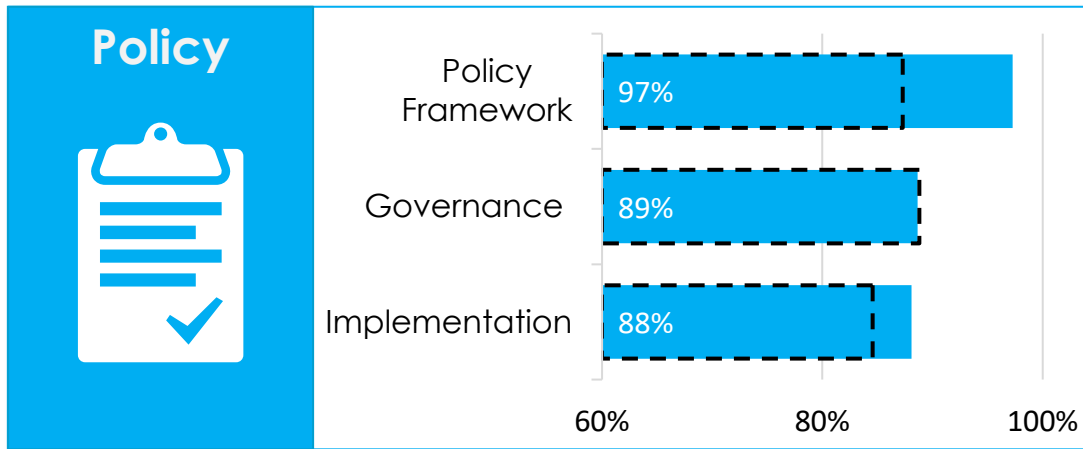 Policy
Policy
Framework
97%
Governance
89%
Implementation
88%
60%
80%
100%